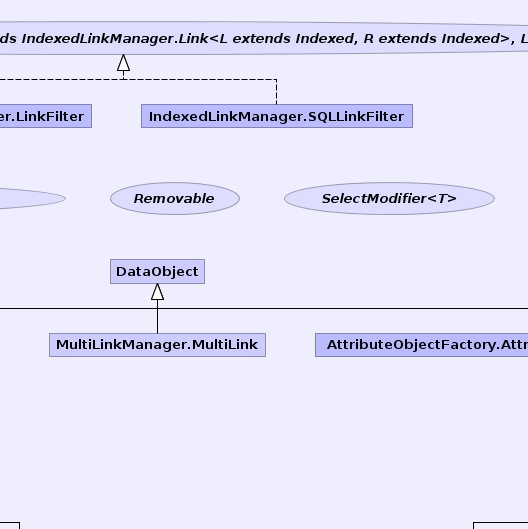 ds IndexedLinkManager.Link<L extends Indexed, R extends Indexed>, L
er.LinkFilter
IndexedLinkManager.SQLLinkFilter
Removable
SelectModifier<T>
DataObject
MultiLinkManager.MultiLink
AttributeObjectFactory.Attr